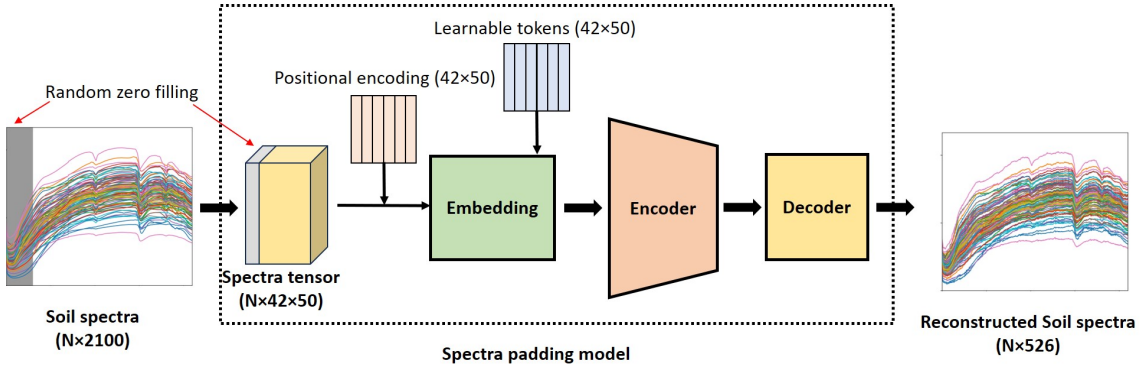 Learnable tokens (42×50)
Positional encoding (42×50)
Random zero filling
Embedding
Encoder
Decoder
Spectra tensor
(N×42×50)
Soil spectra
(N×2100)
Reconstructed Soil spectra
(N×526)
Spectra padding model